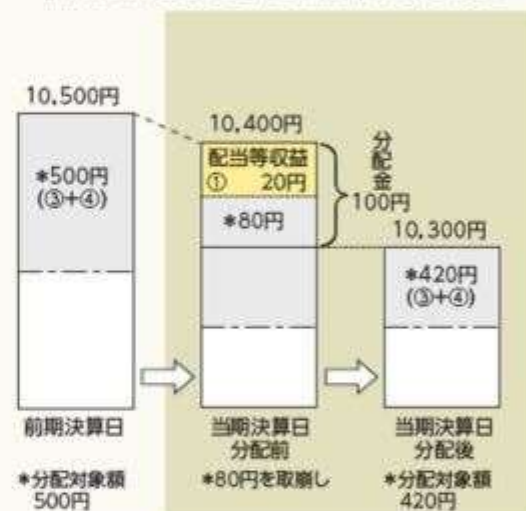 10,500円
*500円
(③+④)
前期決算日
*分配対象額
500円
10,400円
配当等収益
① 20円
*80円
分配金
100円
当期決算日
分配前
*80円を取崩し
10,300円
*420円
(③+④)
当期決算日
分配後
*分配対象額
420円